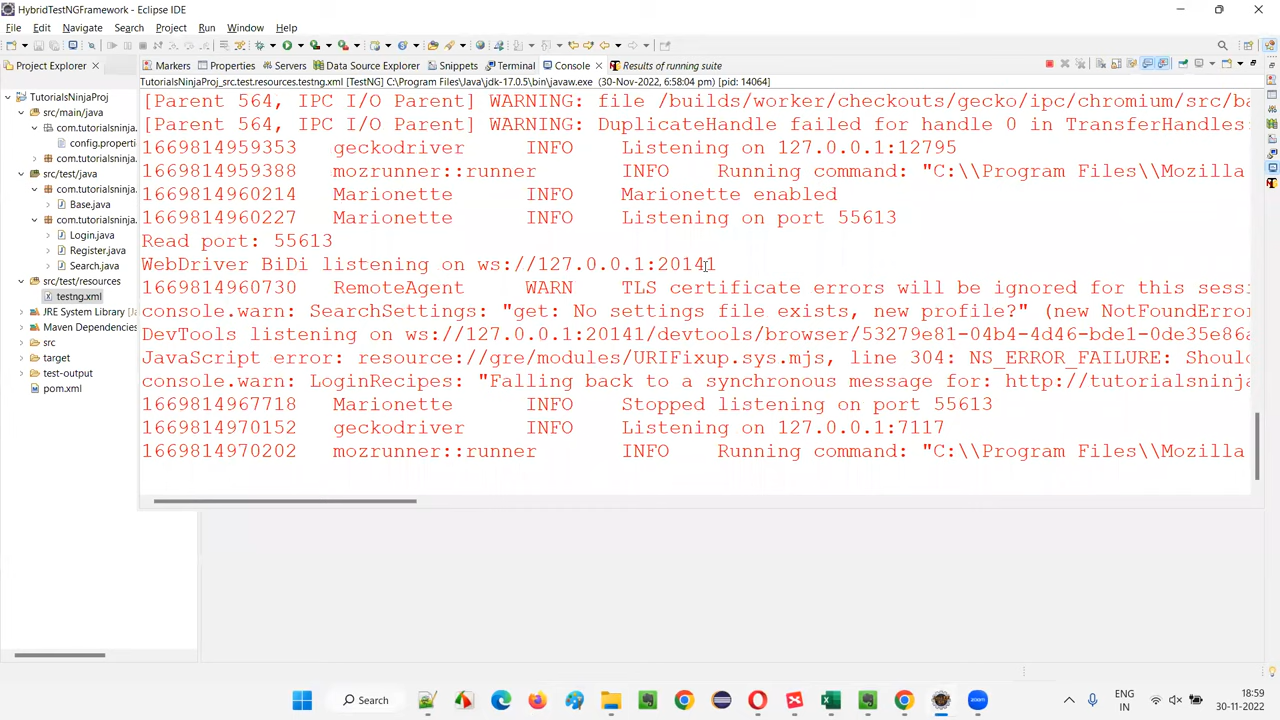 HybridTestNGFramework - Eclipse IDE
File Edit Navigate Search Project Run Window Help
Project Explorer
Markers Properties Servers Data Source Explorer Snippets Terminal Console Results of running suite
TutorialsNinjaProj_src.test.resources.testng.xml [TestNG] C:\Program Files\Java\jdk-17.0.5\bin\javaw.exe (30-Nov-2022, 6:58:04 pm) [pid: 14064]
TutorialsNinjaProj
src/main/java
com.tutorialsninja.
config.properti
com.tutorialsninja.
src/test/java
com.tutorialsninja.
Base.java
com.tutorialsninja.
Login.java
Register.java
Search.java
src/test/resources
testng.xml
JRE System Library [
Maven Dependencies
src
target
test-output
pom.xml
[Parent 564, IPC I/O Parent] WARNING: file /builds/worker/checkouts/gecko/ipc/chromium/src/ba
[Parent 564, IPC I/O Parent] WARNING: DuplicateHandle failed for handle 0 in TransferHandles:
1669814959353 geckodriver INFO Listening on 127.0.0.1:12795
1669814959388 mozrunner::runner INFO Running command: "C:\\Program Files\\Mozilla
1669814960214 Marionette INFO Marionette enabled
1669814960227 Marionette INFO Listening on port 55613
Read port: 55613
WebDriver BiDi listening on ws://127.0.0.1:20141
1669814960730 RemoteAgent WARN TLS certificate errors will be ignored for this sessi
console.warn: SearchSettings: "get: No settings file exists, new profile?" (new NotFoundError
DevTools listening on ws://127.0.0.1:20141/devtools/browser/53279e81-04b4-4d46-bde1-0de35e86a
JavaScript error: resource://gre/modules/URIFixup.sys.mjs, line 304: NS_ERROR_FAILURE: Shoul
console.warn: LoginRecipes: "Falling back to a synchronous message for: http://tutorialsninja
1669814967718 Marionette INFO Stopped listening on port 55613
1669814970152 geckodriver INFO Listening on 127.0.0.1:7117
1669814970202 mozrunner::runner INFO Running command: "C:\\Program Files\\Mozilla
Search
ENG
IN
18:59
30-11-2022